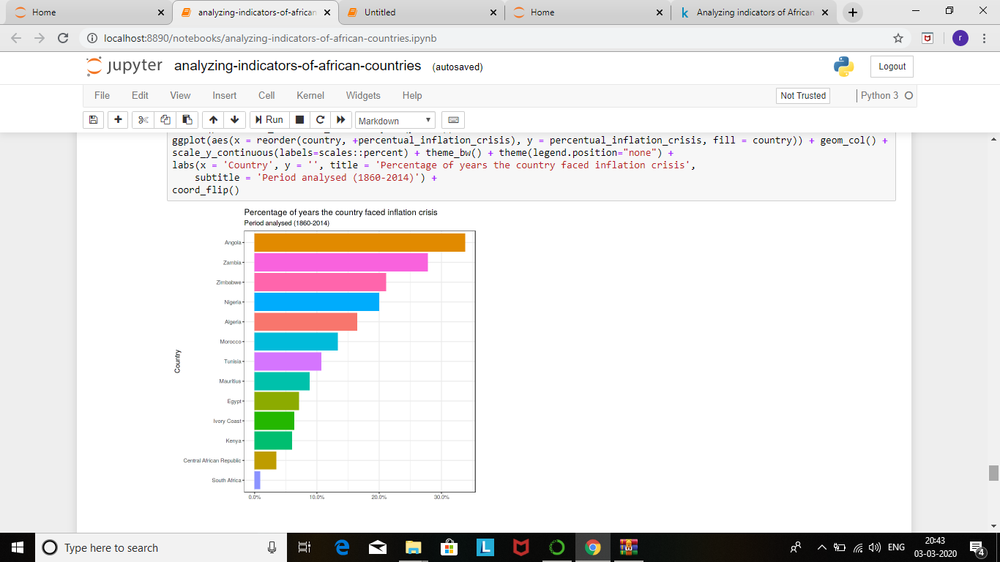 Home
analyzing-indicators-of-african
Untitled
Home
Analyzing indicators of African
localhost:8890/notebooks/analyzing-indicators-of-african-countries.ipynb
r
jupyter analyzing-indicators-of-african-countries (autosaved)
Logout
File Edit View Insert Cell Kernel Widgets Help
Not Trusted
Python 3
Run
Markdown
ggplot(aes(x = reorder(country, +percentual_inflation_crisis), y = percentual_inflation_crisis, fill = country)) + geom_col() +
scale_y_continuous(labels=scales::percent) + theme_bw() + theme(legend.position="none") +
labs(x = 'Country', y = '', title = 'Percentage of years the country faced inflation crisis',
subtitle = 'Period analysed (1860-2014)') +
coord_flip()
Percentage of years the country faced inflation crisis
Period analysed (1860-2014)
Country
Angola
Zambia
Zimbabwe
Nigeria
Algeria
Morocco
Tunisia
Mauritius
Egypt
Ivory Coast
Kenya
Central African Republic
South Africa
0.0% 10.0% 20.0% 30.0%
Type here to search
L
ENG
20:43
03-03-2020
4